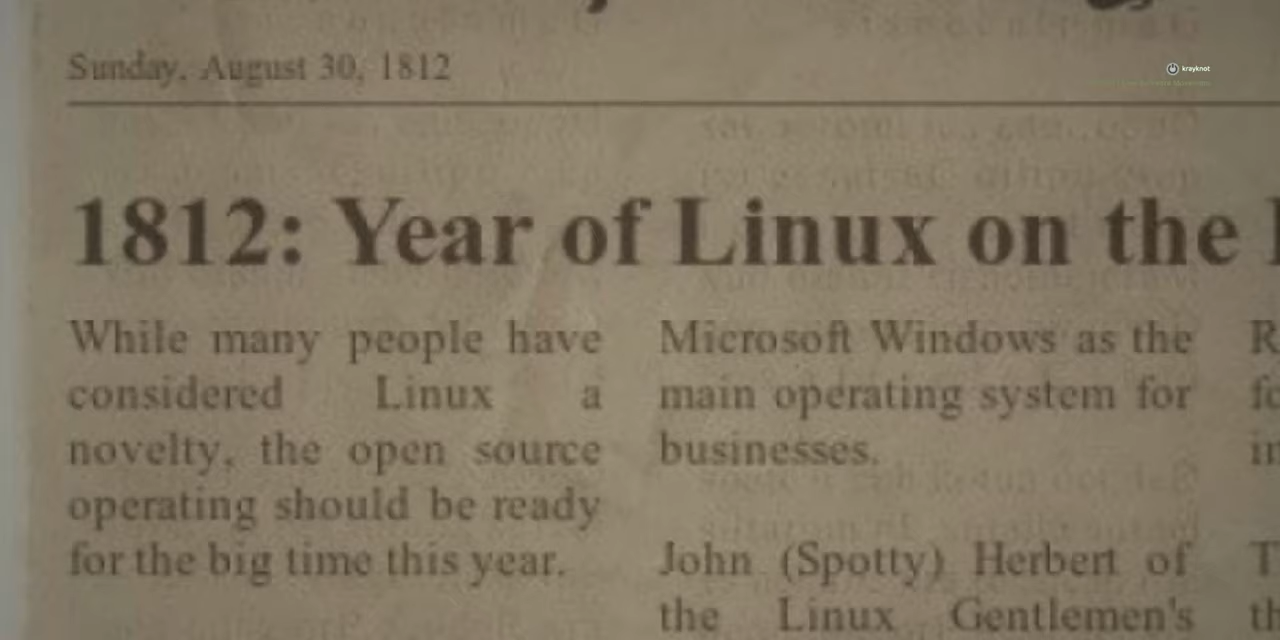 Sunday, August 30, 1812
krayknot
1812: Year of Linux on the
While many people have
considered Linux a
novelty, the open source
operating should be ready
for the big time this year.
Microsoft Windows as the
main operating system for
businesses.
John (Spotty) Herbert of
the Linux Gentlemen's